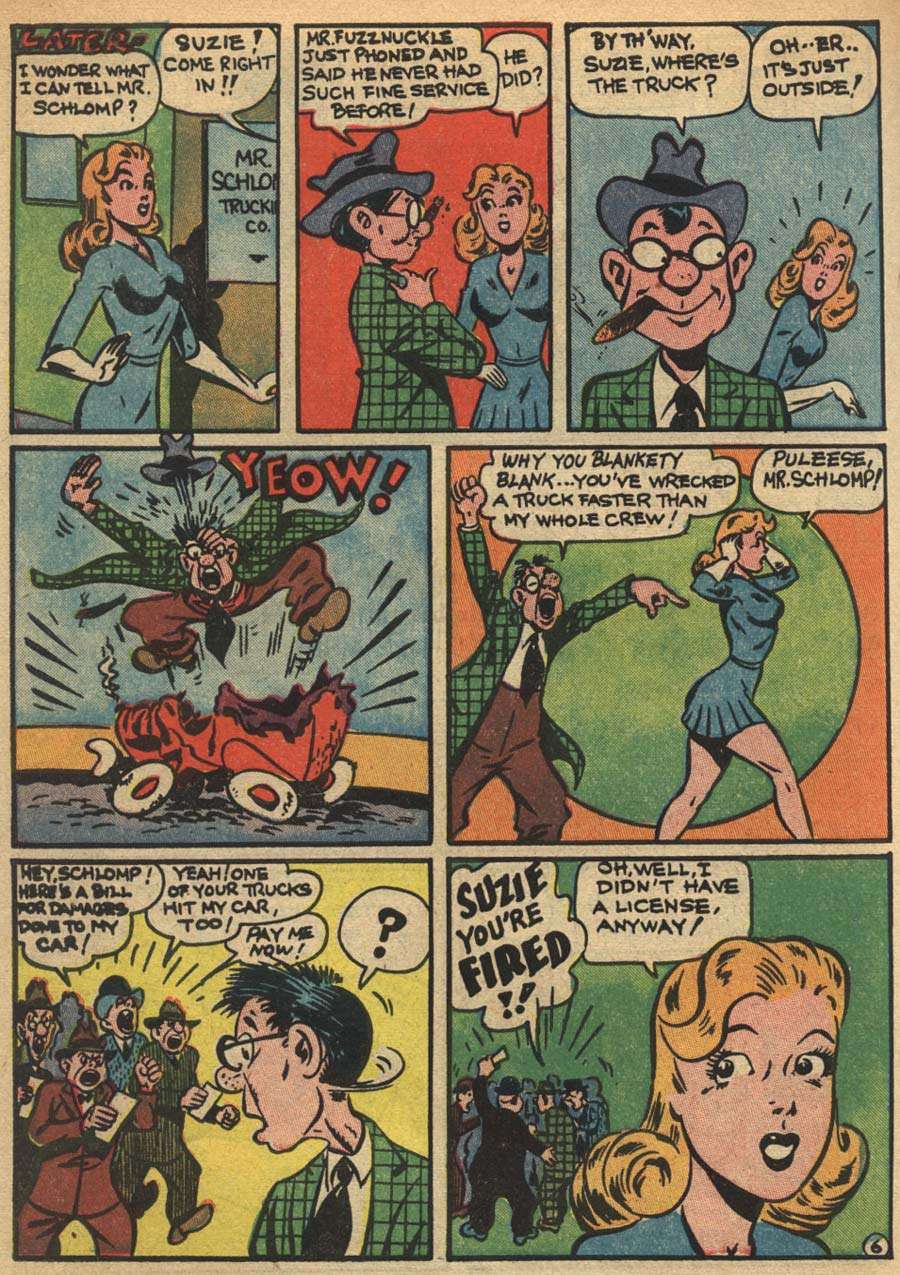 LATER-
I WONDER WHAT
I CAN TELL MR.
SCHLOMP?
SUZIE!
COME RIGHT
IN!!
MR.
SCHLOM
TRUCKI
CO.
MR. FUZZNUCKLE
JUST PHONED AND
SAID HE NEVER HAD
SUCH FINE SERVICE
BEFORE!
HE
DID?
BY TH' WAY,
SUZIE, WHERE'S
THE TRUCK?
OH--ER..
IT'S JUST
OUTSIDE!
YEOW!
WHY YOU BLANKETY
BLANK...YOU'VE WRECKED
A TRUCK FASTER THAN
MY WHOLE CREW!
PULEESE,
MR. SCHLOMP!
HEY, SCHLOMP!
HERE'S A BILL
FOR DAMAGES
DONE TO MY
CAR!
YEAH! ONE
OF YOUR TRUCKS
HIT MY CAR,
TOO!
PAY ME
NOW!
?
SUZIE
YOU'RE
FIRED
!!
OH, WELL, I
DIDN'T HAVE
A LICENSE,
ANYWAY!
6